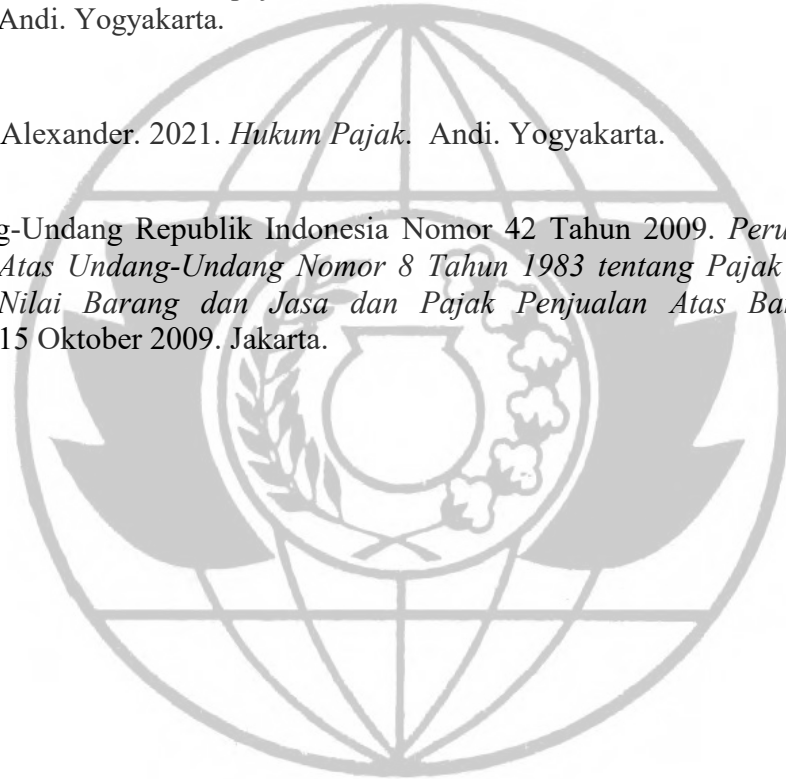 Andi. Yogyakarta.
Alexander. 2021. Hukum Pajak. Andi. Yogyakarta.
g-Undang Republik Indonesia Nomor 42 Tahun 2009. Peru
Atas Undang-Undang Nomor 8 Tahun 1983 tentang Pajak
Nilai Barang dan Jasa dan Pajak Penjualan Atas Ba
15 Oktober 2009. Jakarta.